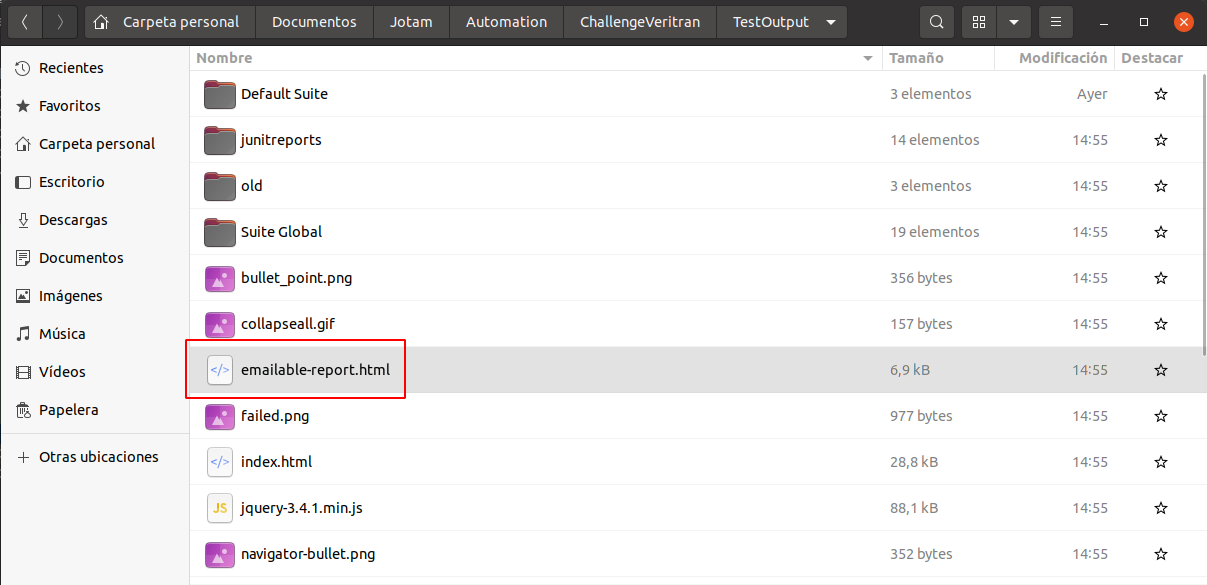 Carpeta personal Documentos Jotam Automation ChallengeVeritran TestOutput
Recientes
Favoritos
Carpeta personal
Escritorio
Descargas
Documentos
Imágenes
Música
Vídeos
Papelera
Otras ubicaciones
Nombre Tamaño Modificación Destacar
Default Suite 3 elementos Ayer
junitreports 14 elementos 14:55
old 3 elementos 14:55
Suite Global 19 elementos 14:55
bullet_point.png 356 bytes 14:55
collapseall.gif 157 bytes 14:55
</> emailable-report.html 6,9 kB 14:55
failed.png 977 bytes 14:55
</> index.html 28,8 kB 14:55
JS jquery-3.4.1.min.js 88,1 kB 14:55
navigator-bullet.png 352 bytes 14:55